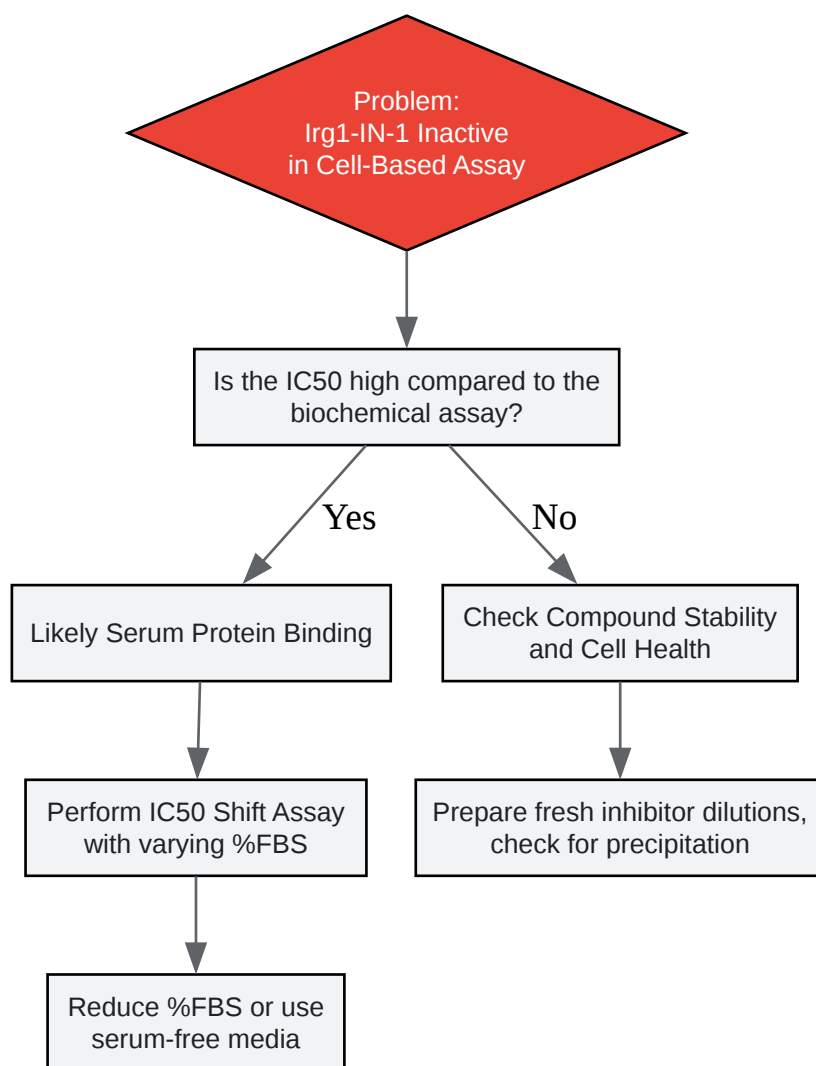 Problem:
Irg1-IN-1 Inactive
in Cell-Based Assay
Is the IC50 high compared to the
biochemical assay?
Yes
No
Likely Serum Protein Binding
Check Compound Stability
and Cell Health
Perform IC50 Shift Assay
with varying %FBS
Prepare fresh inhibitor dilutions,
check for precipitation
Reduce %FBS or use
serum-free media